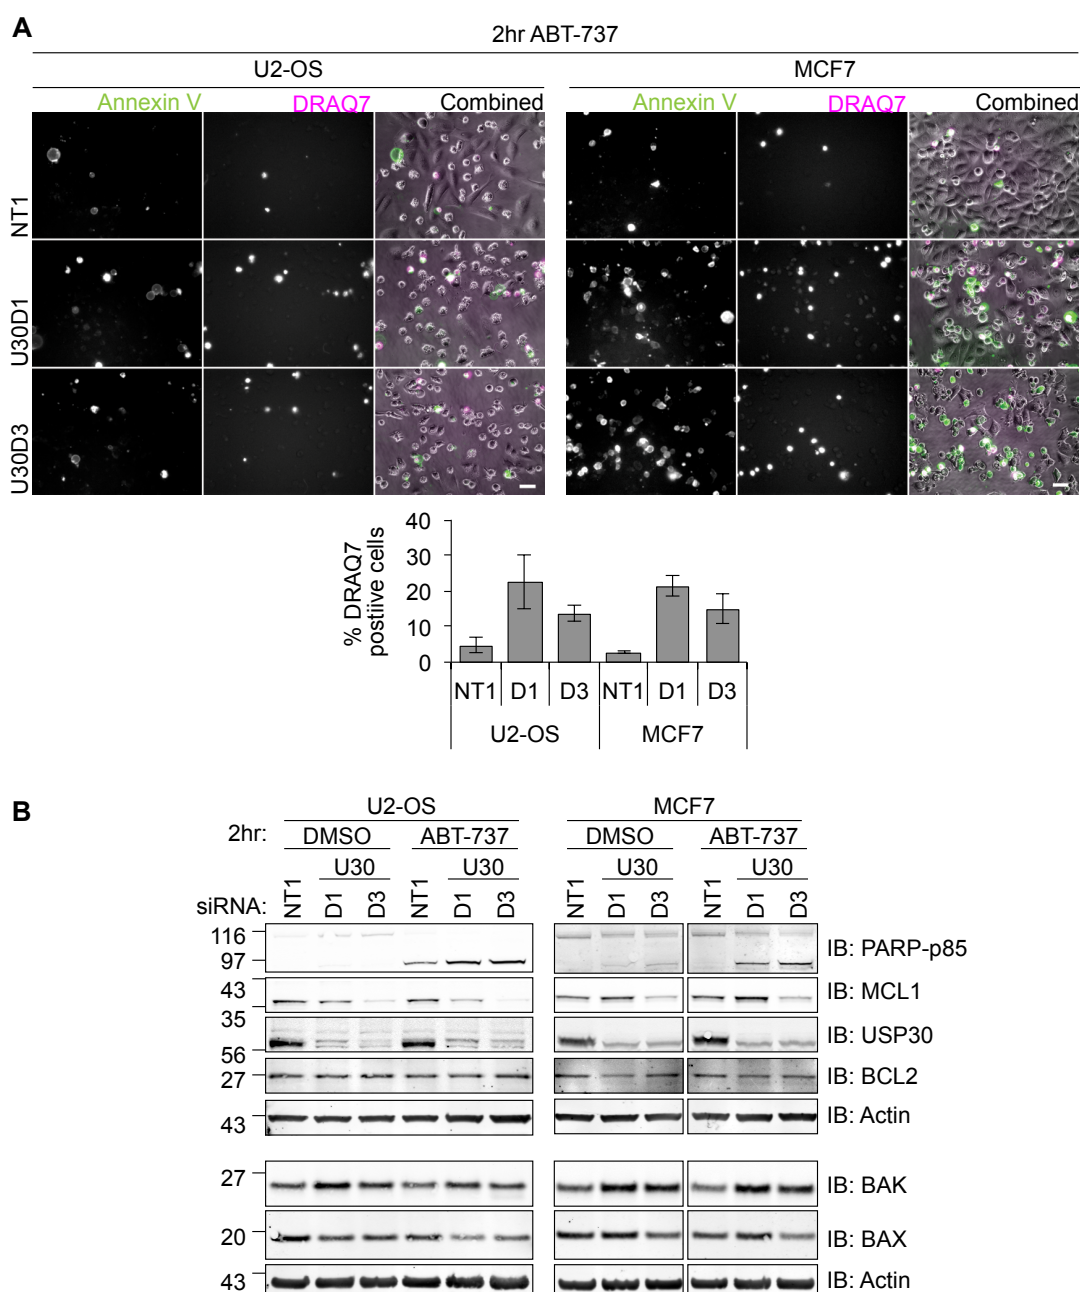 A
2hr ABT-737
U2-OS MCF7
Annexin V DRAQ7 Combined Annexin V DRAQ7 Combined
NT1
U30D1
U30D3
% DRAQ7
postiive cells
40
30
20
10
0
NT1 D1 D3 NT1 D1 D3
U2-OS MCF7
B
U2-OS MCF7
2hr: DMSO ABT-737 DMSO ABT-737
U30 U30 U30 U30
siRNA: NT1 D1 D3 NT1 D1 D3 NT1 D1 D3 NT1 D1 D3
116
97 IB: PARP-p85
43 IB: MCL1
35
IB: USP30
56
27 IB: BCL2
43 IB: Actin
27 IB: BAK
20 IB: BAX
43 IB: Actin